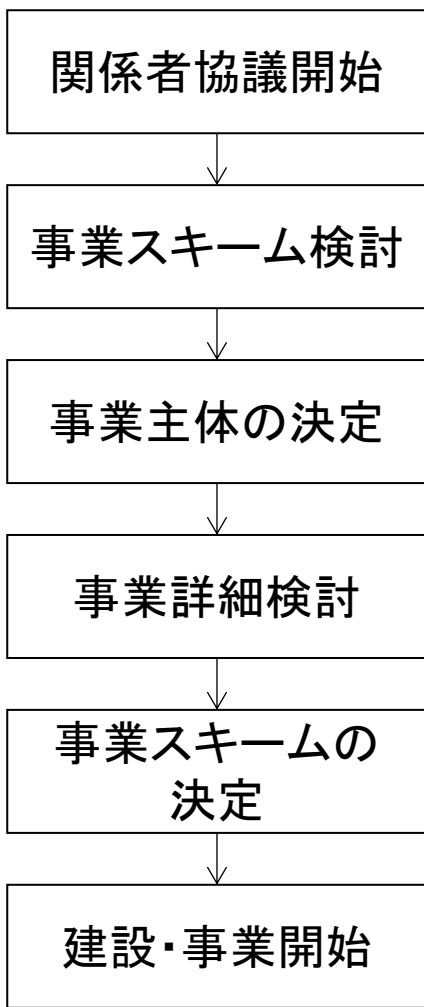 関係者協議開始
事業スキーム検討
事業主体の決定
事業詳細検討
事業スキームの
決定
建設・事業開始